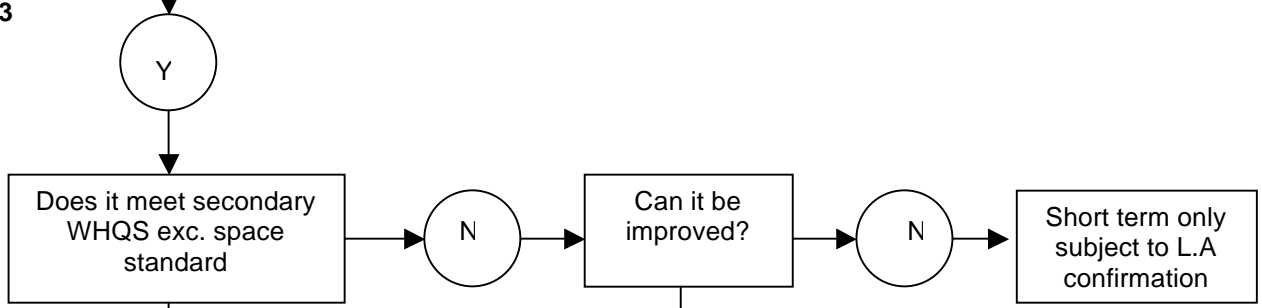 3
Y
Does it meet secondary
WHQS exc. space
standard
N
Can it be
improved?
N
Short term only
subject to L.A
confirmation